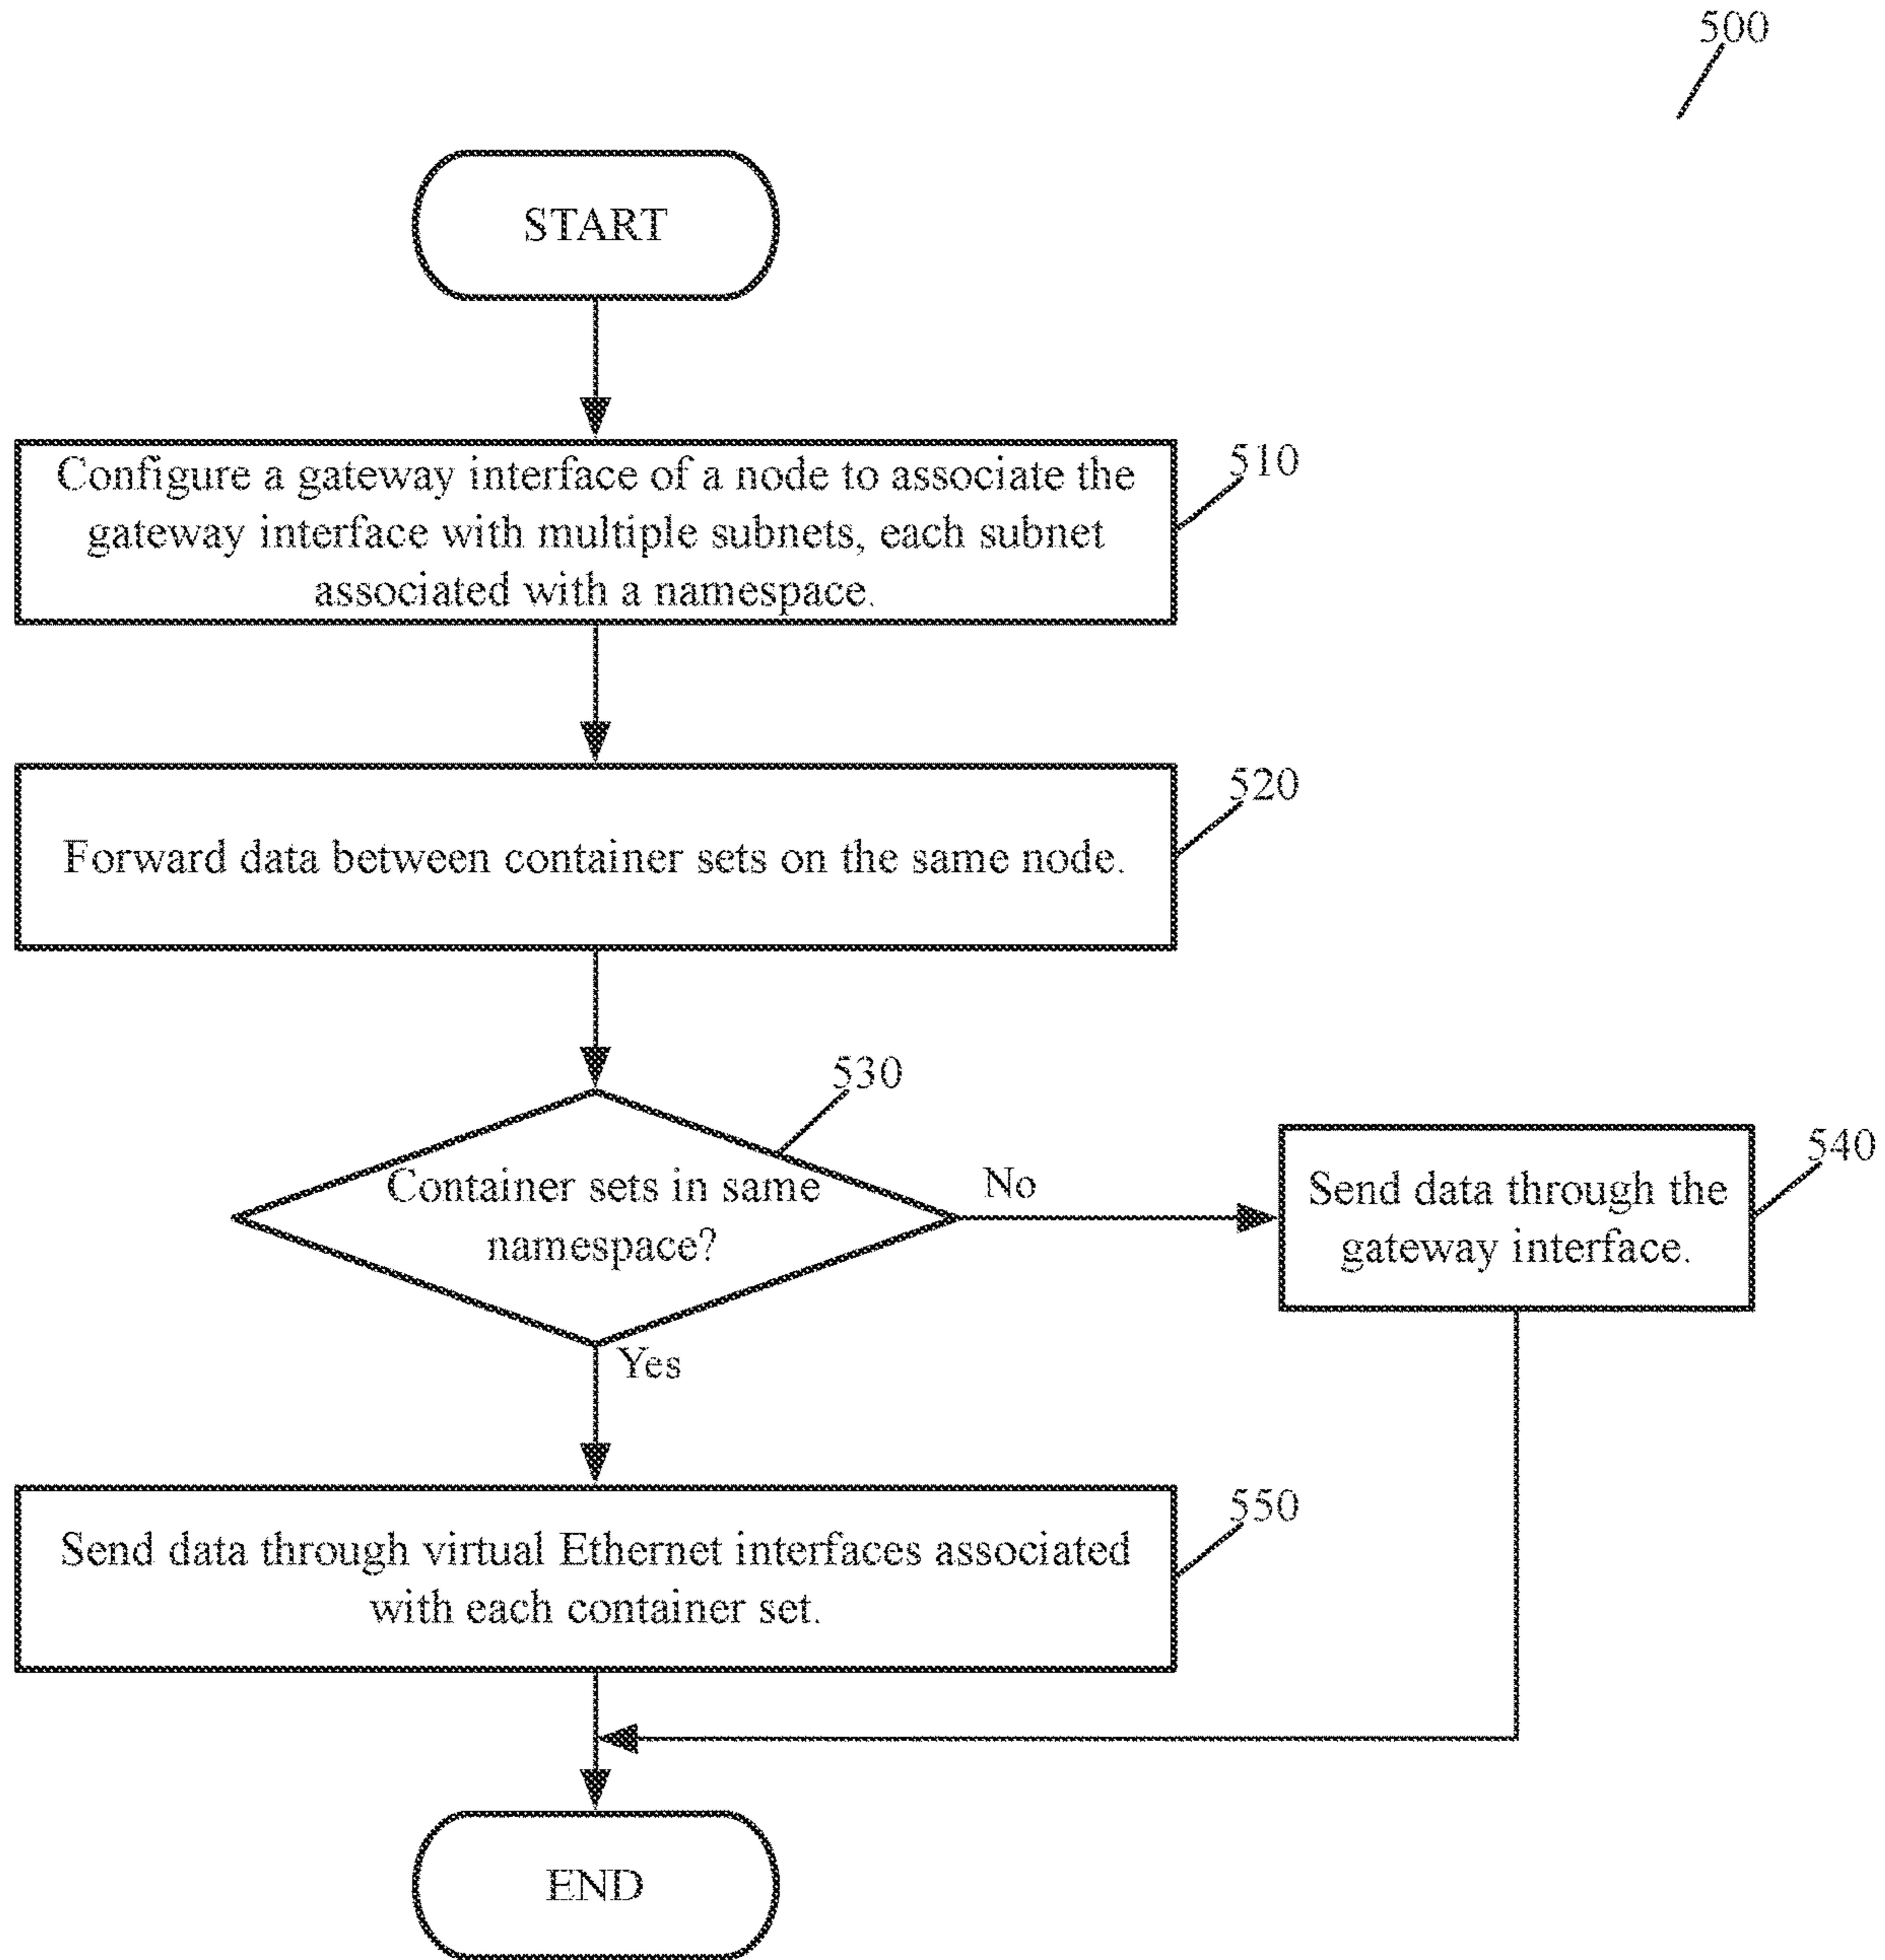 500
START
Configure a gateway interface of a node to associate the
gateway interface with multiple subnets, each subnet
associated with a namespace.
510
Forward data between container sets on the same node.
520
530
Container sets in same
namespace?
No
Send data through the
gateway interface.
540
Yes
Send data through virtual Ethernet interfaces associated
with each container set.
550
END